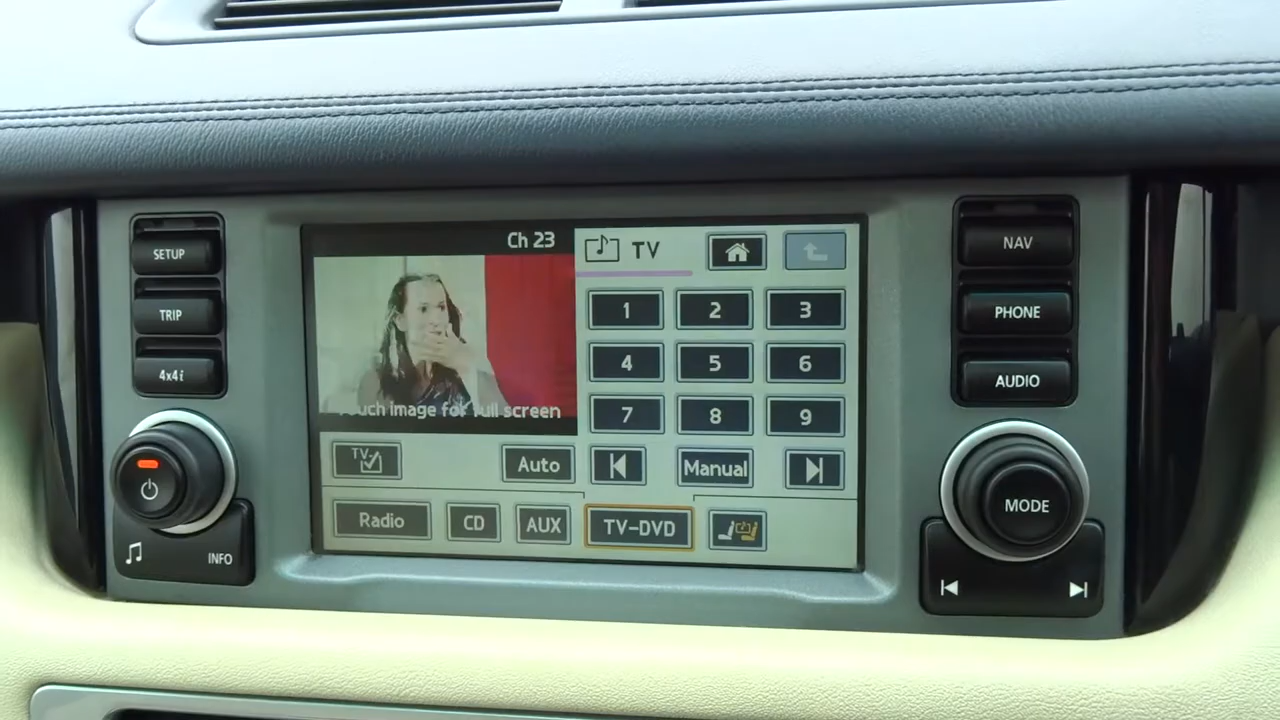 SETUP
TRIP
4x4i
INFO
Ch 23
Touch image for full screen
TV
1 2 3
4 5 6
7 8 9
TV
Auto
Manual
Radio
CD
AUX
TV-DVD
NAV
PHONE
AUDIO
MODE